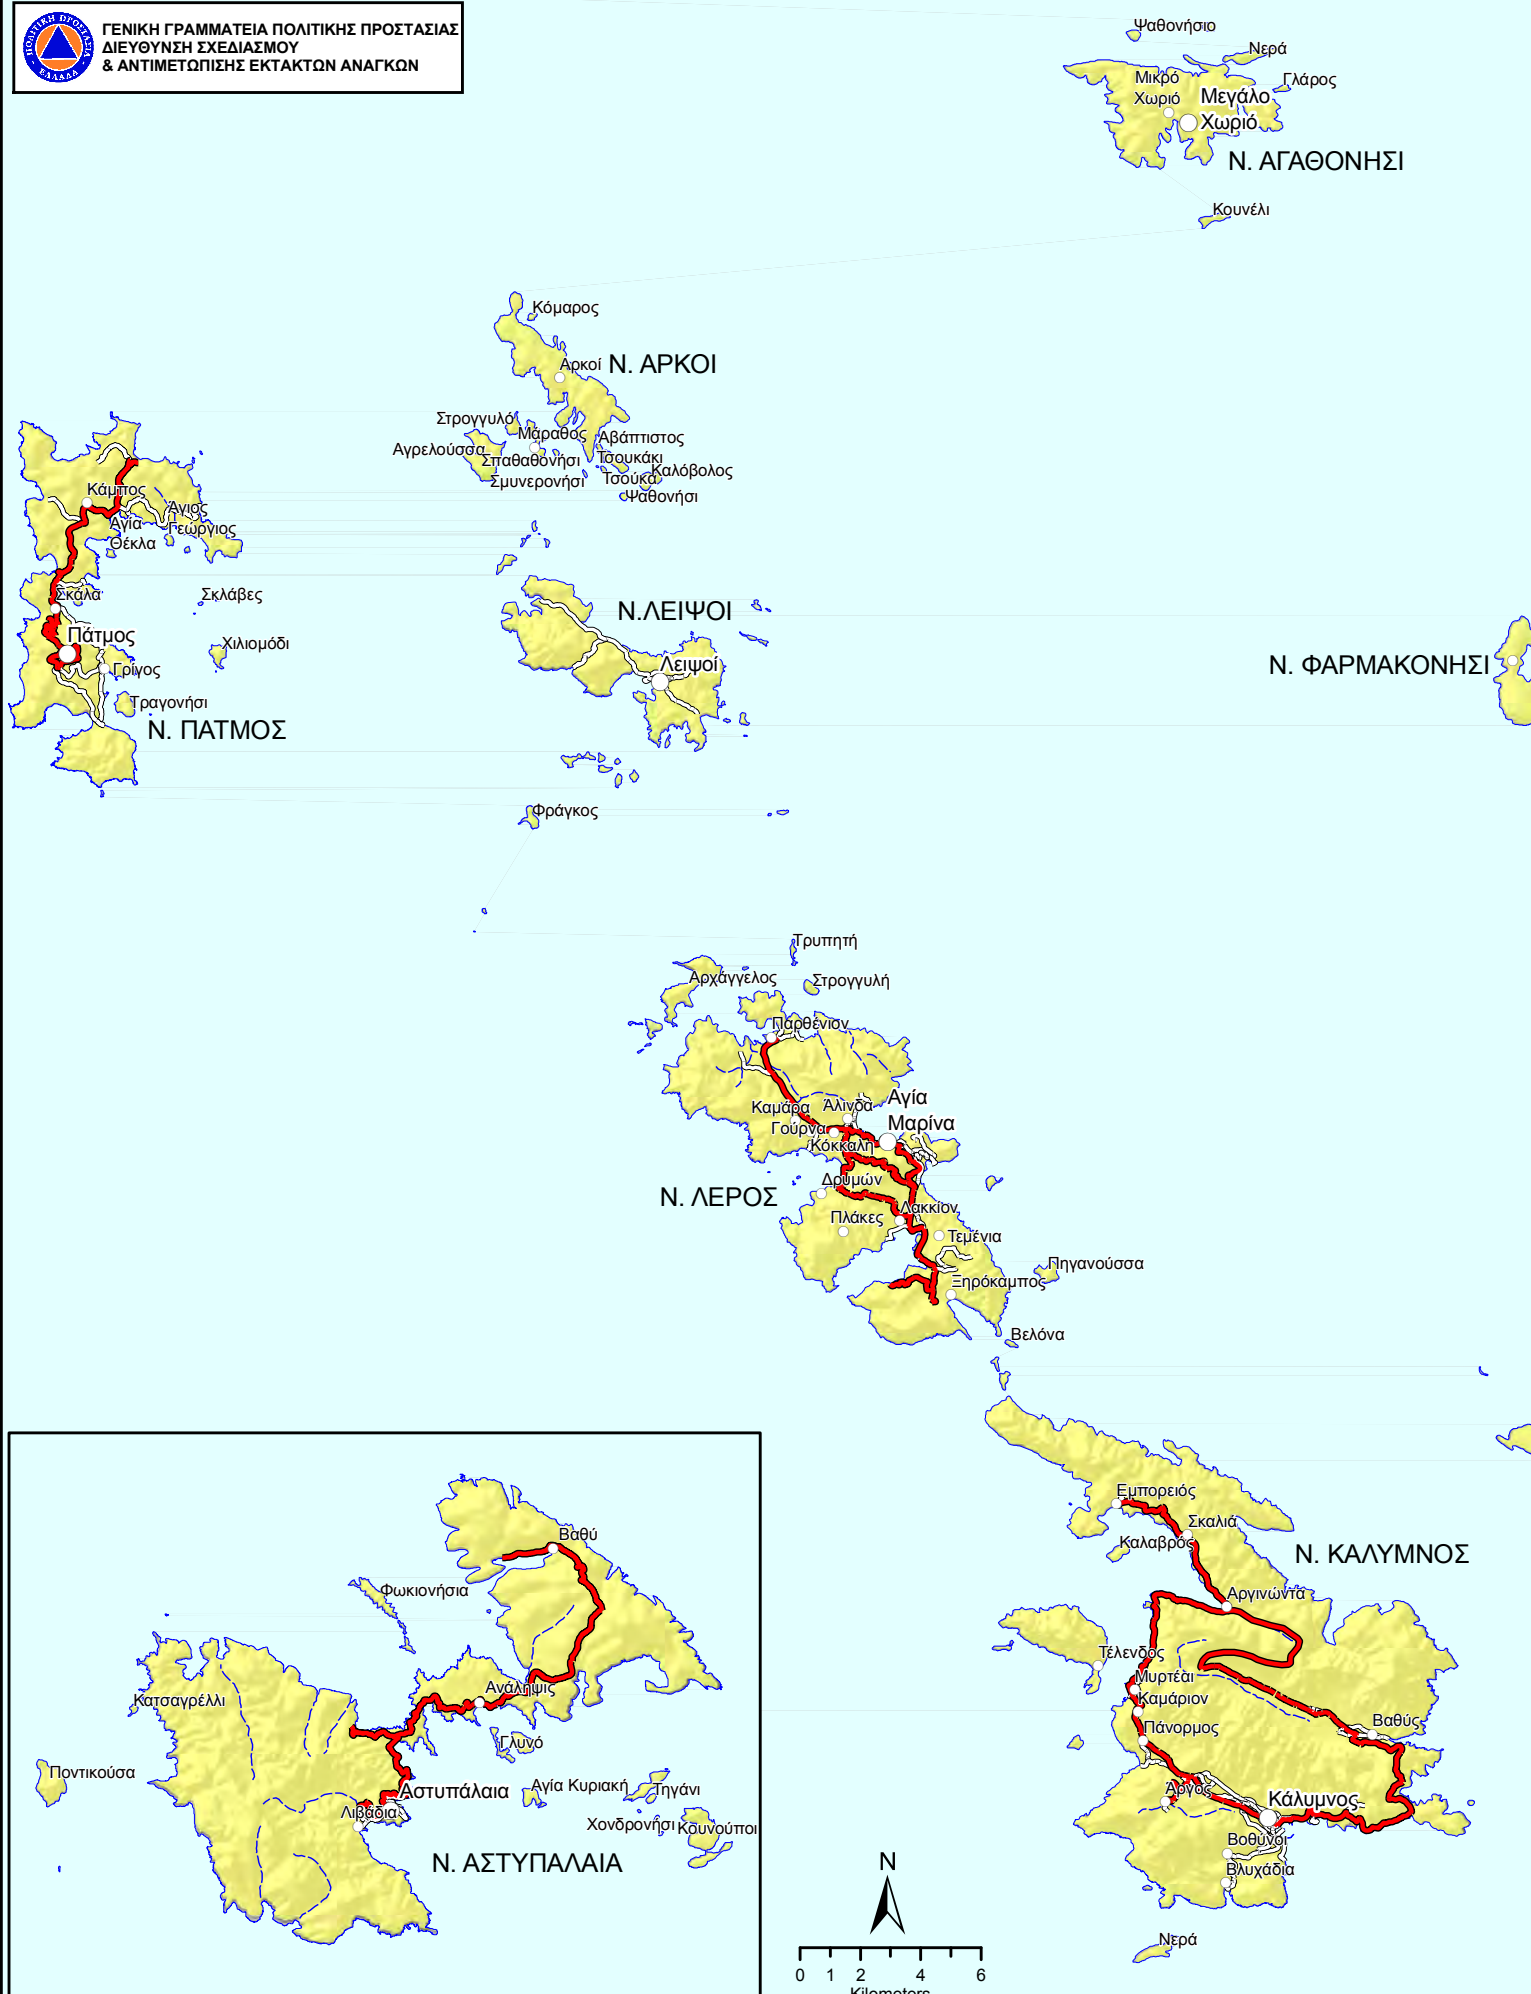 ΓΕΝΙΚΗ ΓΡΑΜΜΑΤΕΙΑ ΠΟΛΙΤΙΚΗΣ ΠΡΟΣΤΑΣΙΑΣ
ΔΙΕΥΘΥΝΣΗ ΣΧΕΔΙΑΣΜΟΥ
& ΑΝΤΙΜΕΤΩΠΙΣΗΣ ΕΚΤΑΚΤΩΝ ΑΝΑΓΚΩΝ
ΠΟΛΙΤΙΚΗ ΠΡΟΣΤΑΣΙΑ
ΕΛΛΑΔΑ
Ψαθονήσιο
Νερά
Γλάρος
Μικρό
Χωριό
Μεγάλο
Χωριό
Ν. ΑΓΑΘΟΝΗΣΙ
Κουνέλι
Κόμαρος
Αρκοί
Ν. ΑΡΚΟΙ
Στρογγυλό
Μάραθος
Αβάπτιστος
Αγρελούσσα
Σπαθαθονήσι
Τσουκάκι
Καλόβολος
Σμυνερονήσι
Τσούκα
Ψαθονήσι
Κάμπος
Άγιος
Γεώργιος
Αγία
Θέκλα
Σκάλα
Σκλάβες
Πάτμος
Χιλιομόδι
Γρίγος
Τραγονήσι
Ν. ΠΑΤΜΟΣ
Ν.ΛΕΙΨΟΙ
Λειψοί
Ν. ΦΑΡΜΑΚΟΝΗΣΙ
Φράγκος
Τρυπητή
Αρχάγγελος
Στρογγυλή
Παρθένιον
Καμάρα
Άλινδα
Αγία
Μαρίνα
Γούρνα
Κόκκαλη
Δρυμών
Ν. ΛΕΡΟΣ
Πλάκες
Λακκίον
Τεμένια
Πηγανούσσα
Ξηρόκαμπος
Βελόνα
Εμπορειός
Σκαλιά
Καλαβρός
Ν. ΚΑΛΥΜΝΟΣ
Αργινώντα
Τέλενδος
Μυρτέαι
Καμάριον
Πάνορμος
Βαθύς
Άργος
Κάλυμνος
Βοθύνοι
Βλυχάδια
Νερά
Βαθύ
Φωκιονήσια
Ανάληψις
Κατσαγρέλλι
Γλυνό
Ποντικούσα
Αστυπάλαια
Αγία Κυριακή
Τηγάνι
Λιβάδια
Χονδρονήσι
Κουνούποι
Ν. ΑΣΤΥΠΑΛΑΙΑ
N
0 1 2 4 6
Kilometers